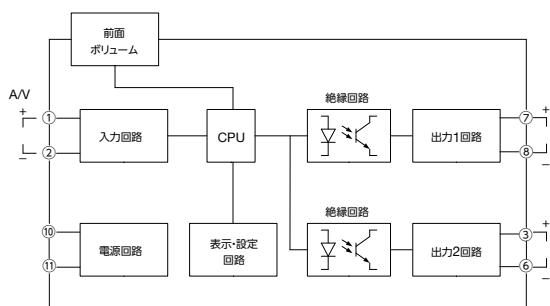 前面
ボリューム
A/V
+
①
②
−
入力回路
CPU
絶縁回路
出力1回路
⑦
⑧
+
−
絶縁回路
出力2回路
③
⑥
+
−
⑩
⑪
電源回路
表示・設定
回路